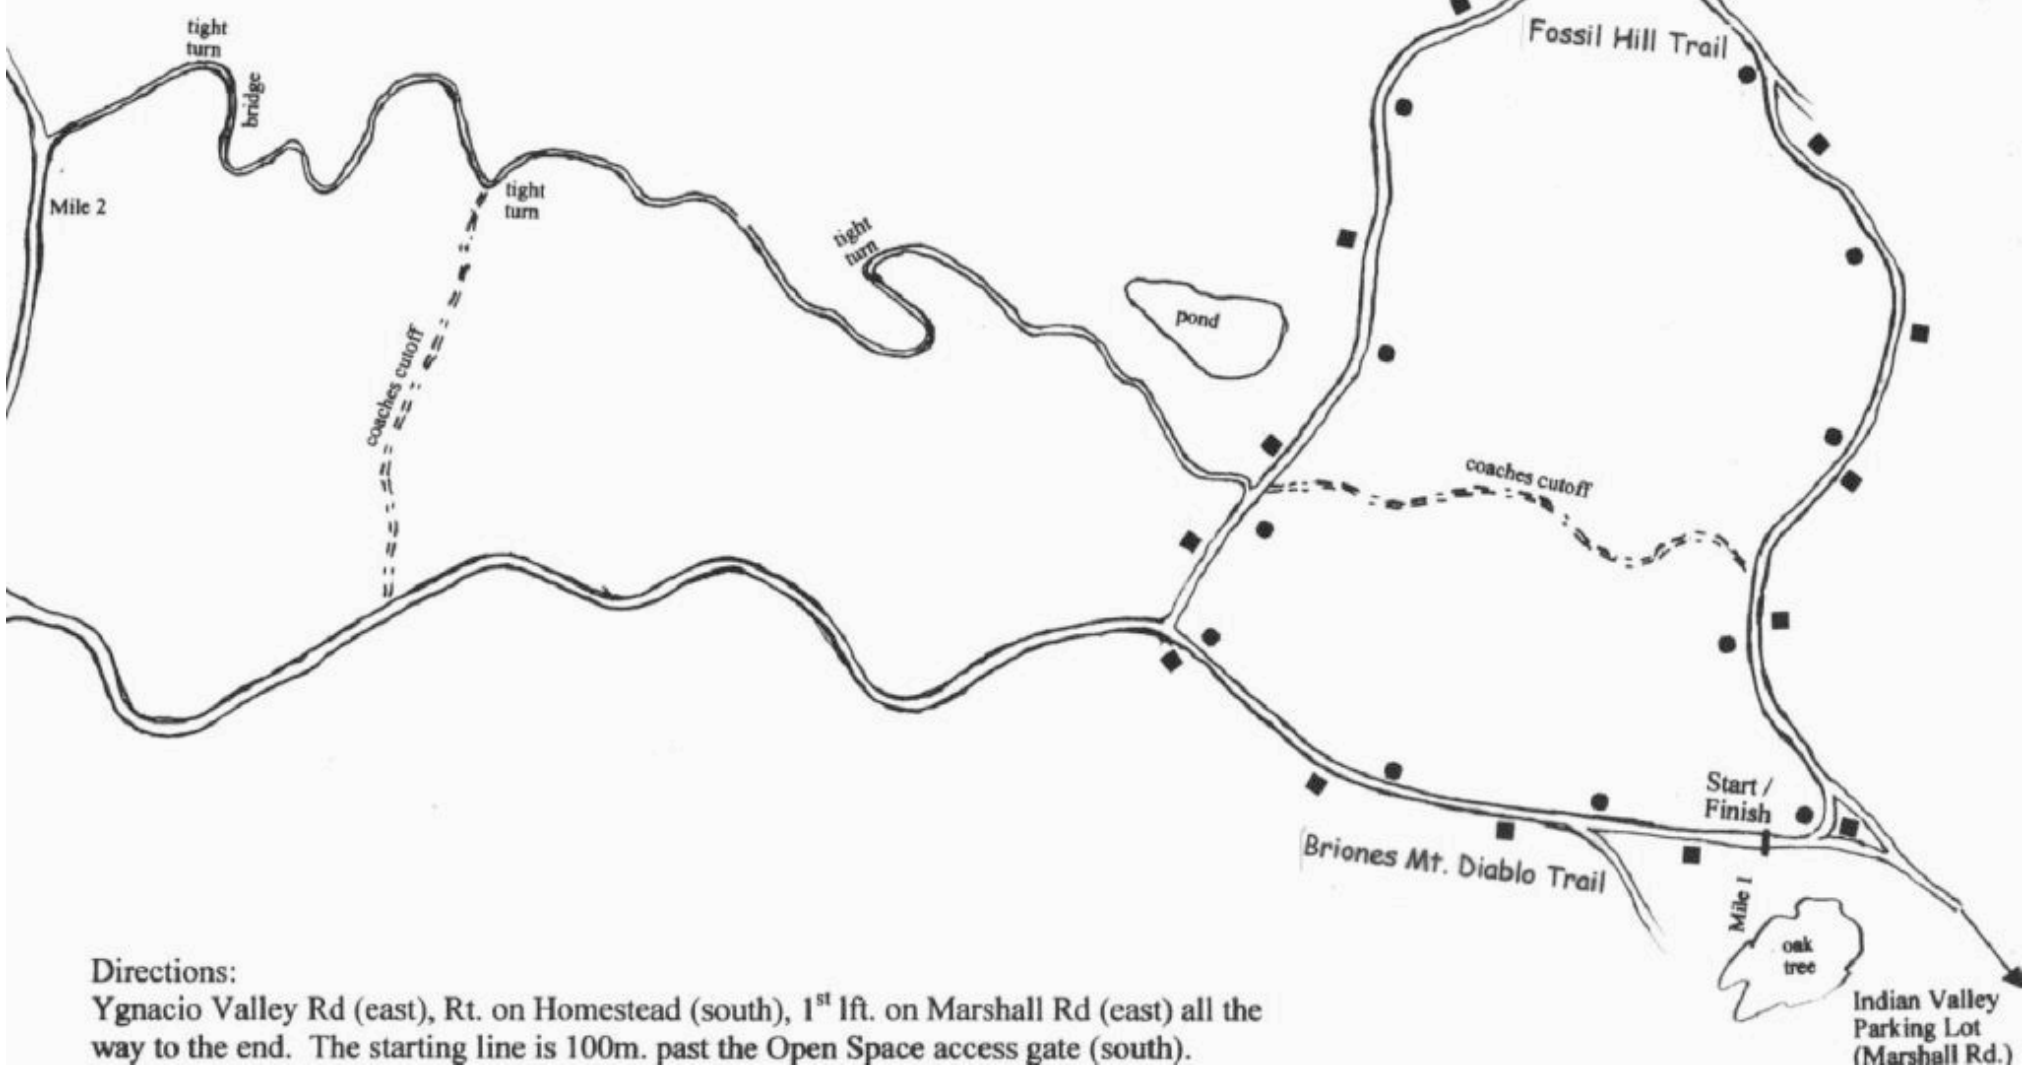 tight
turn
bridge
Fossil Hill Trail
Mile 2
tight
turn
tight
turn
pond
coaches cutoff
coaches cutoff
Start /
Finish
Briones Mt. Diablo Trail
Mile 1
oak
tree
Indian Valley
Parking Lot
(Marshall Rd.)
Directions:
Ygnacio Valley Rd (east), Rt. on Homestead (south), 1st lft. on Marshall Rd (east) all the
way to the end. The starting line is 100m. past the Open Space access gate (south).